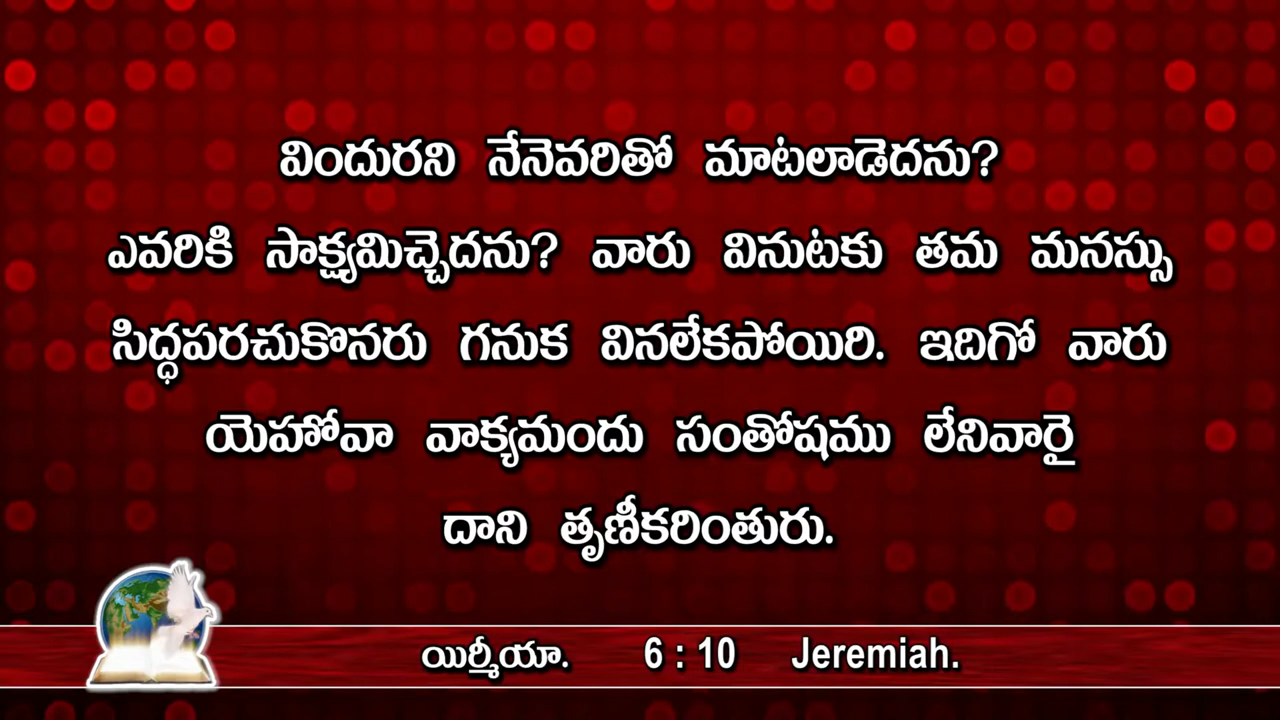 విందురని నేనెవరితో మాటలాడెదను?
ఎవరికి సాక్ష్యమిచ్చెదను? వారు వినుటకు తమ మనస్సు
సిద్ధపరచుకొనరు గనుక వినలేకపోయిరి. ఇదిగో వారు
యెహోవా వాక్యమందు సంతోషము లేనివారై
దాని తృణీకరింతురు.
యిర్మీయా. 6 : 10 Jeremiah.